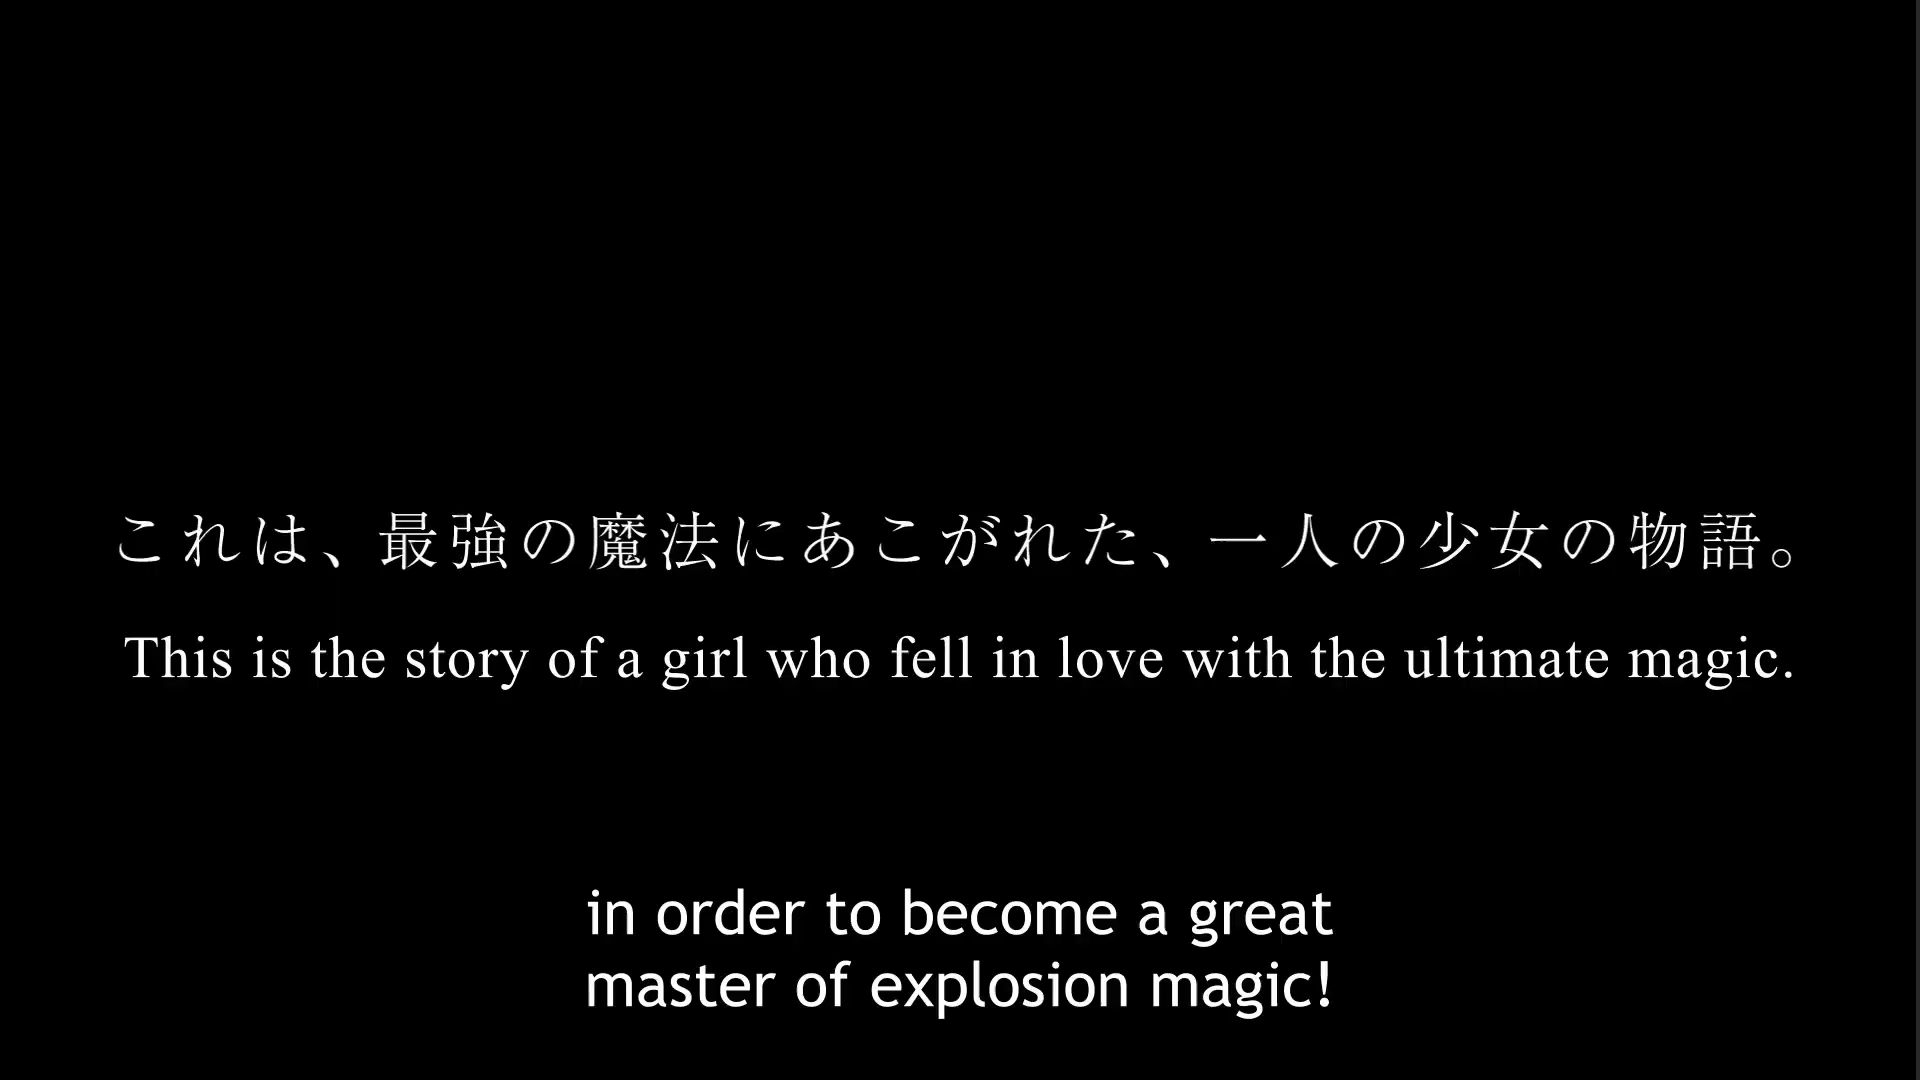 これは、最強の魔法にあこがれた、一人の少女の物語。
This is the story of a girl who fell in love with the ultimate magic.
in order to become a great
master of explosion magic!